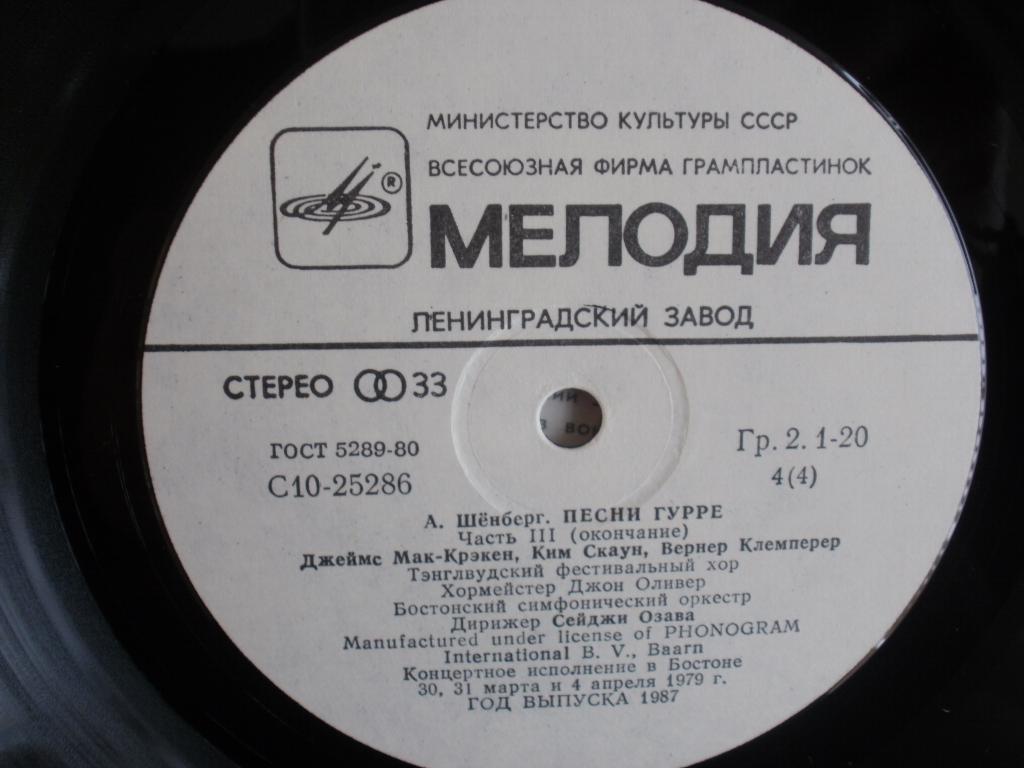 МИНИСТЕРСТВО КУЛЬТУРЫ СССР
ВСЕСОЮЗНАЯ ФИРМА ГРАМПЛАСТИНОК
®
МЕЛОДИЯ
ЛЕНИНГРАДСКИЙ ЗАВОД
СТЕРЕО 33
ГОСТ 5289-80
Гр. 2. 1-20
С10-25286
4(4)
А. Шёнберг. ПЕСНИ ГУРРЕ
Часть III (окончание)
Джеймс Мак-Крэкен, Ким Скаун, Вернер Клемперер
Тэнглвудский фестивальный хор
Хормейстер Джон Оливер
Бостонский симфонический оркестр
Дирижер Сейджи Озава
Manufactured under license of PHONOGRAM
International B. V., Baarn
Концертное исполнение в Бостоне
30, 31 марта и 4 апреля 1979 г.
ГОД ВЫПУСКА 1987